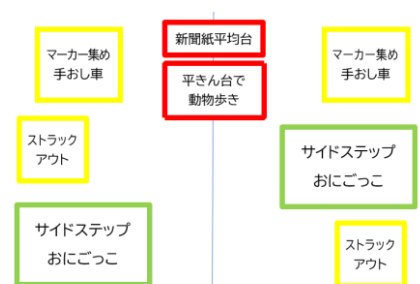 マーカー集め
手おし車
ストラック
アウト
サイドステップ
おにごっこ
新聞紙平均台
平きん台で
動物歩き
マーカー集め
手おし車
サイドステップ
おにごっこ
ストラック
アウト